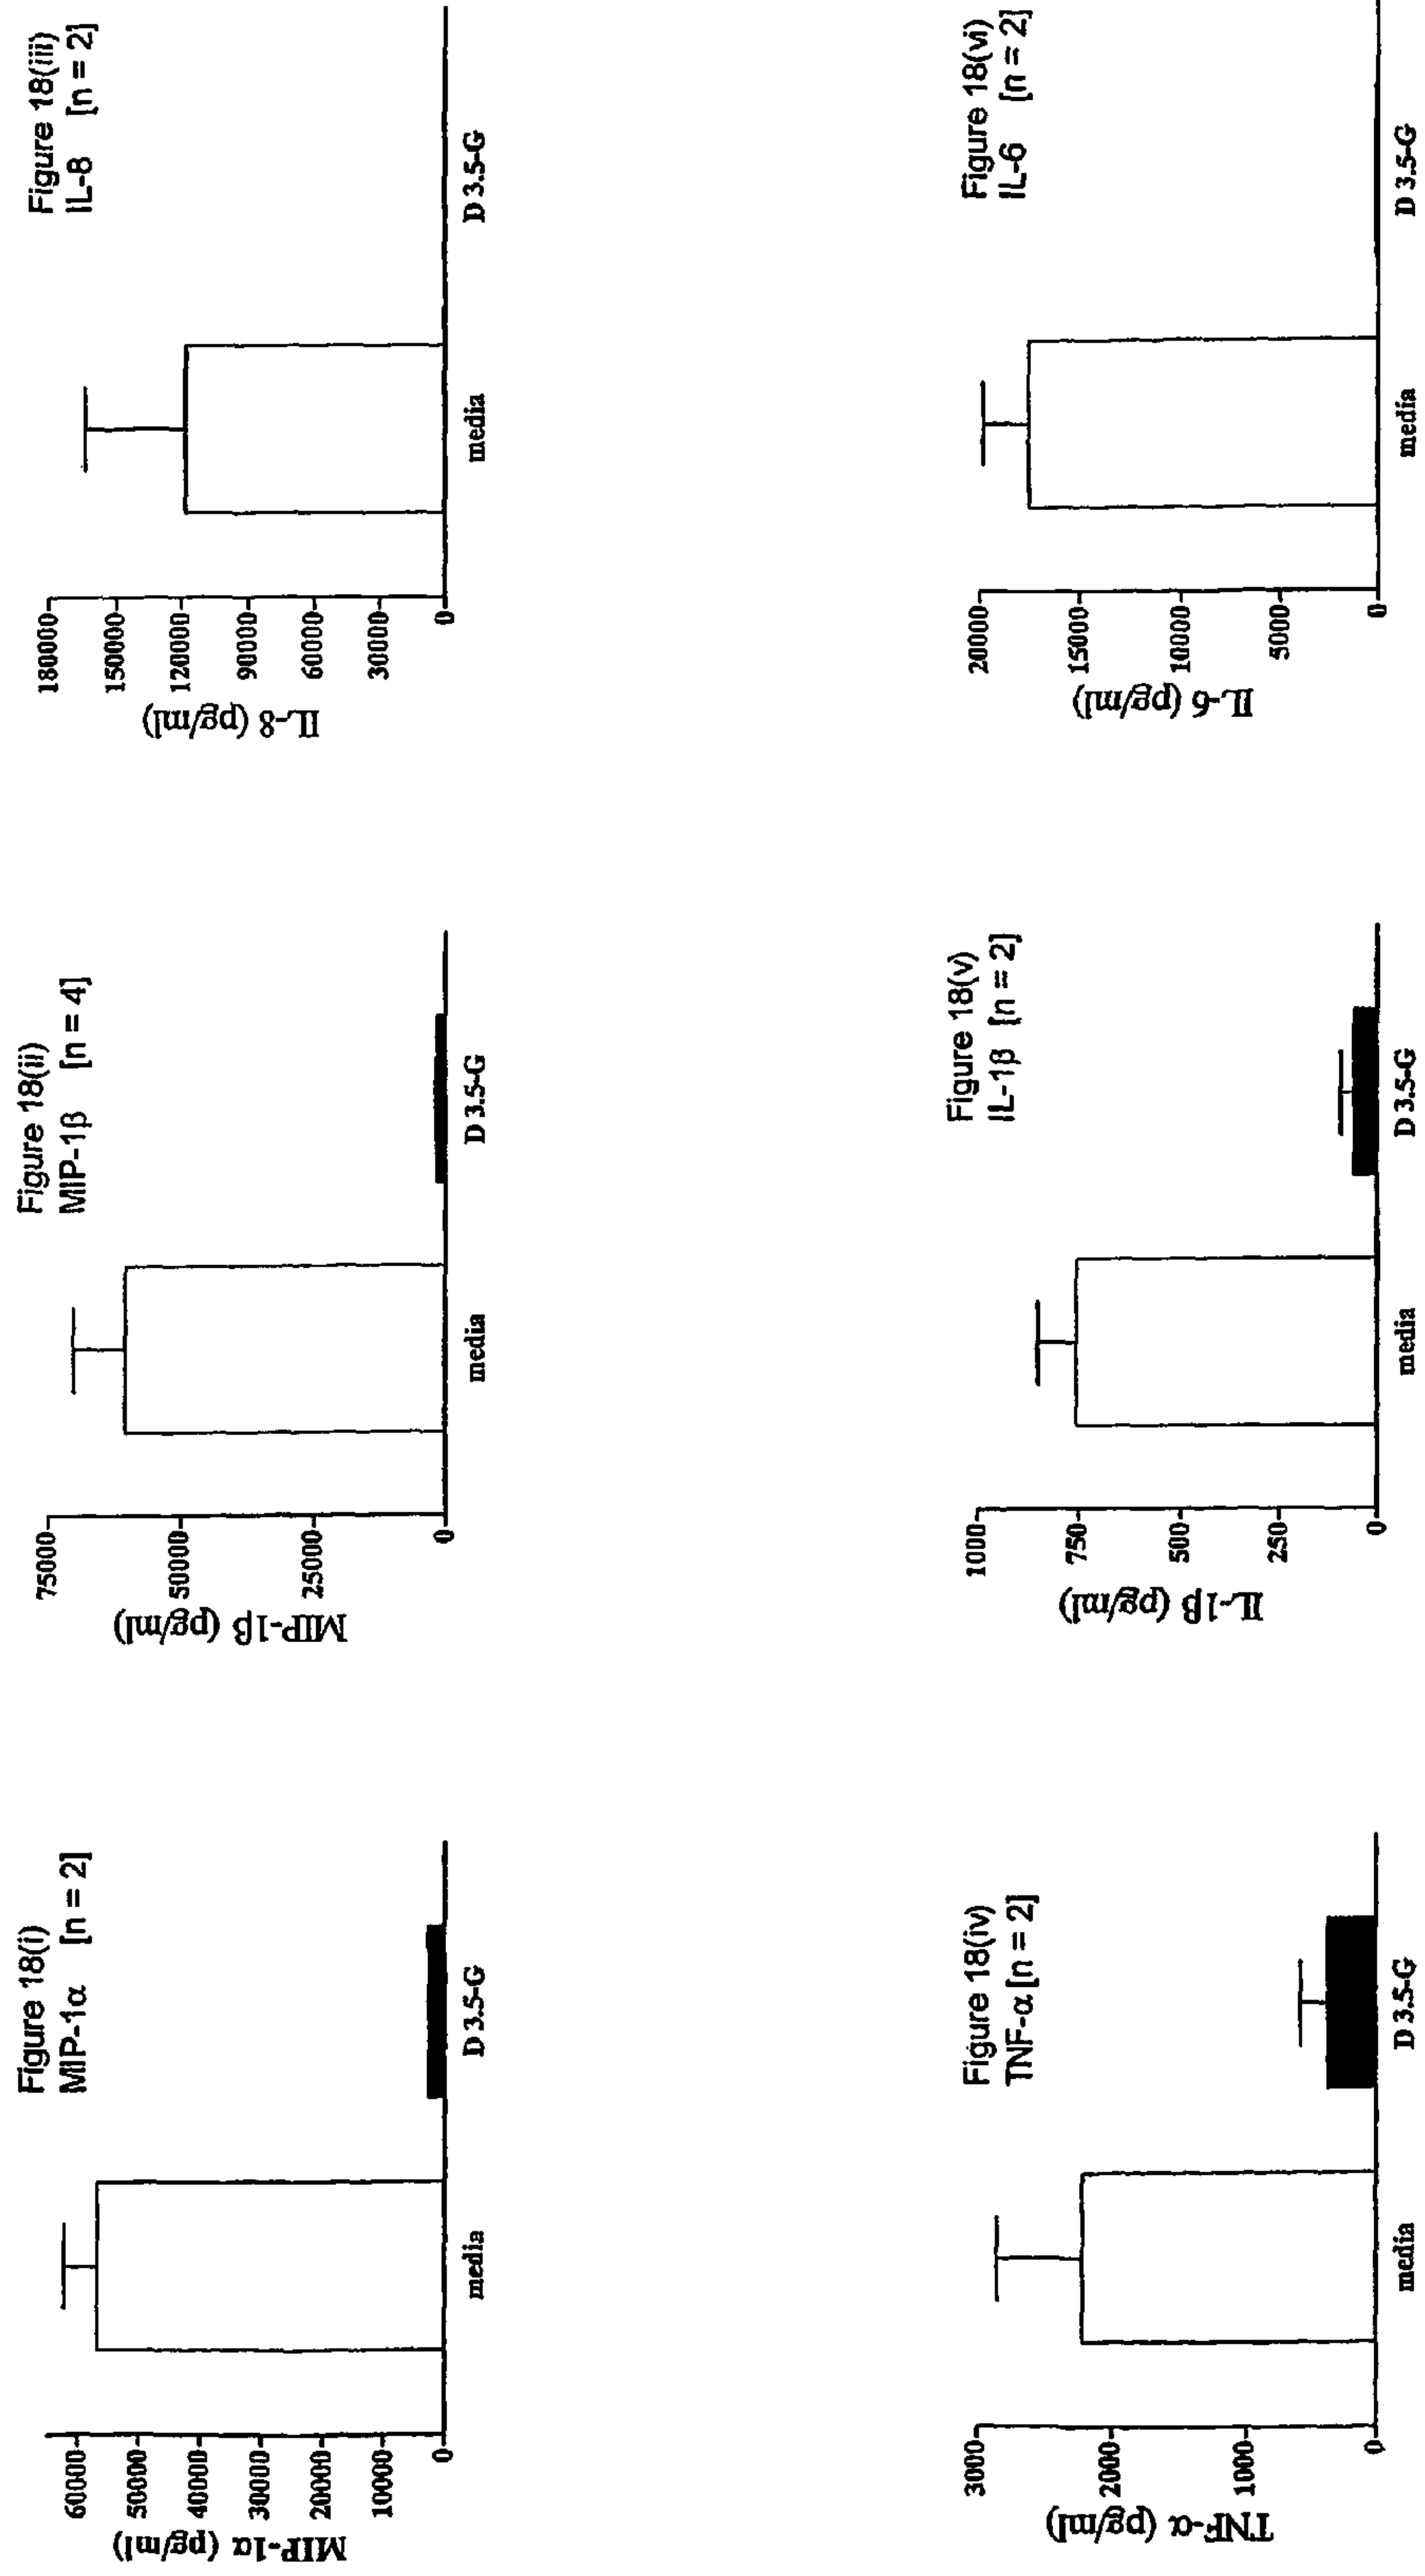 Figure 18(i)
MIP-1α [n = 2]
MIP-1α (pg/ml)
60000
50000
40000
30000
20000
10000
0
media
D 3.5-G
Figure 18(ii)
MIP-1β [n = 4]
MIP-1β (pg/ml)
75000
50000
25000
0
media
D 3.5-G
Figure 18(iii)
IL-8 [n = 2]
IL-8 (pg/ml)
180000
150000
120000
90000
60000
30000
0
media
D 3.5-G
Figure 18(iv)
TNF-α [n = 2]
TNF-α (pg/ml)
3000
2000
1000
0
media
D 3.5-G
Figure 18(v)
IL-1β [n = 2]
IL-1β (pg/ml)
1000
750
500
250
0
media
D 3.5-G
Figure 18(vi)
IL-6 [n = 2]
IL-6 (pg/ml)
20000
15000
10000
5000
0
media
D 3.5-G